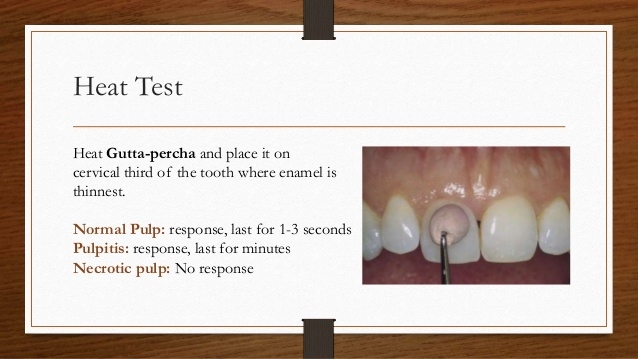 Heat Test
Heat Gutta-percha and place it on
cervical third of the tooth where enamel is
thinnest.
Normal Pulp: response, last for 1-3 seconds
Pulpitis: response, last for minutes
Necrotic pulp: No response